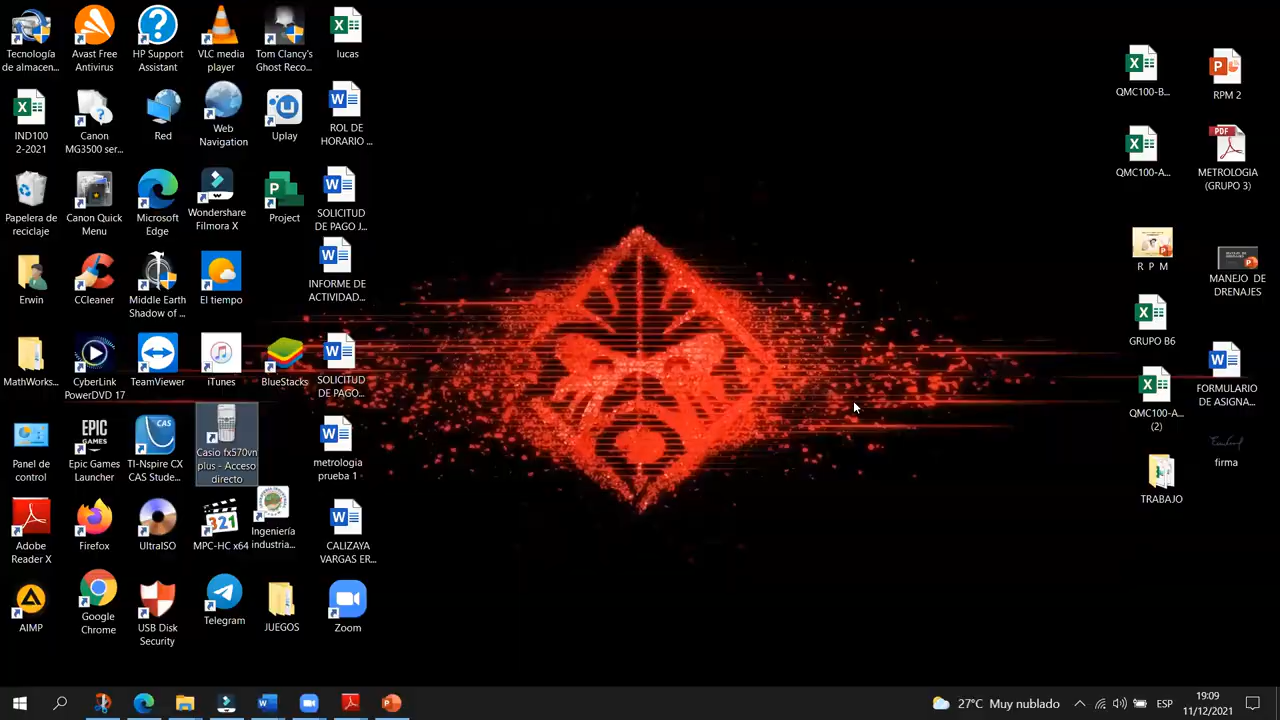 Tecnología
de almacen...
Avast Free
Antivirus
HP Support
Assistant
VLC media
player
Tom Clancy's
Ghost Reco...
lucas
IND100
2-2021
Canon
MG3500 ser...
Red
Web
Navigation
Uplay
ROL DE
HORARIO ...
Papelera de
reciclaje
Canon Quick
Menu
Microsoft
Edge
Wondershare
Filmora X
Project
SOLICITUD
DE PAGO J...
Erwin
CCleaner
Middle Earth
Shadow of ...
El tiempo
INFORME DE
ACTIVIDAD...
MathWorks...
CyberLink
PowerDVD 17
TeamViewer
iTunes
BlueStacks
SOLICITUD
DE PAGO...
Panel de
control
EPIC
GAMES
Epic Games
Launcher
CAS
TI-Nspire CX
CAS Stude...
Casio fx570vn
plus - Acceso
directo
metrologia
prueba 1
Adobe
Reader X
Firefox
UltraISO
321
MPC-HC x64
Ingeniería
industria...
CALIZAYA
VARGAS ER...
AIMP
Google
Chrome
USB Disk
Security
Telegram
JUEGOS
Zoom
QMC100-B...
RPM 2
QMC100-A...
PDF
METROLOGIA
(GRUPO 3)
R P M
MANEJO DE
DRENAJES
GRUPO B6
QMC100-A...
(2)
FORMULARIO
DE ASIGNA...
firma
TRABAJO
27°C Muy nublado
ESP
19:09
11/12/2021